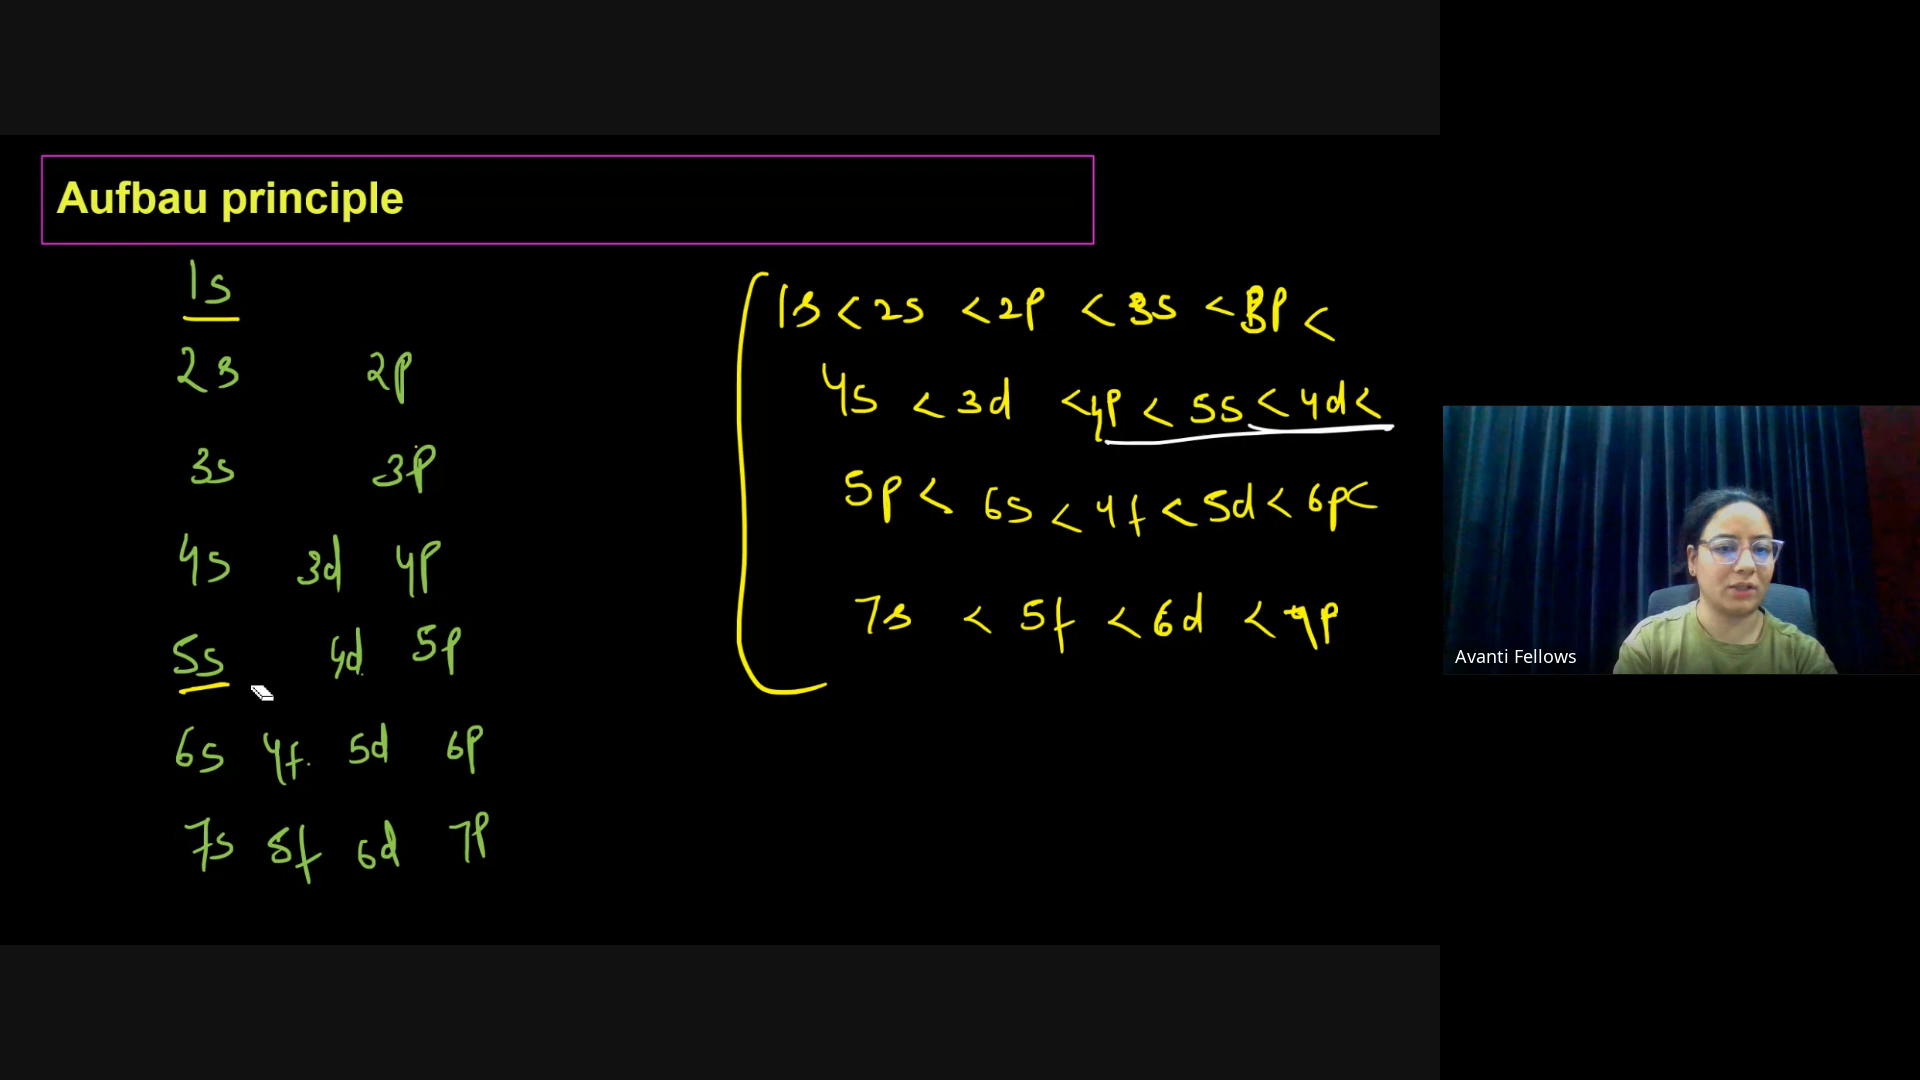 Aufbau principle
1s
2s 2p
3s 3p
4s 3d 4p
5s 4d 5p
6s 4f. 5d 6p
7s 5f 6d 7p
1s < 2s < 2p < 3s < 3p <
4s < 3d < 4p < 5s < 4d <
5p < 6s < 4f < 5d < 6p <
7s < 5f < 6d < 7p
Avanti Fellows